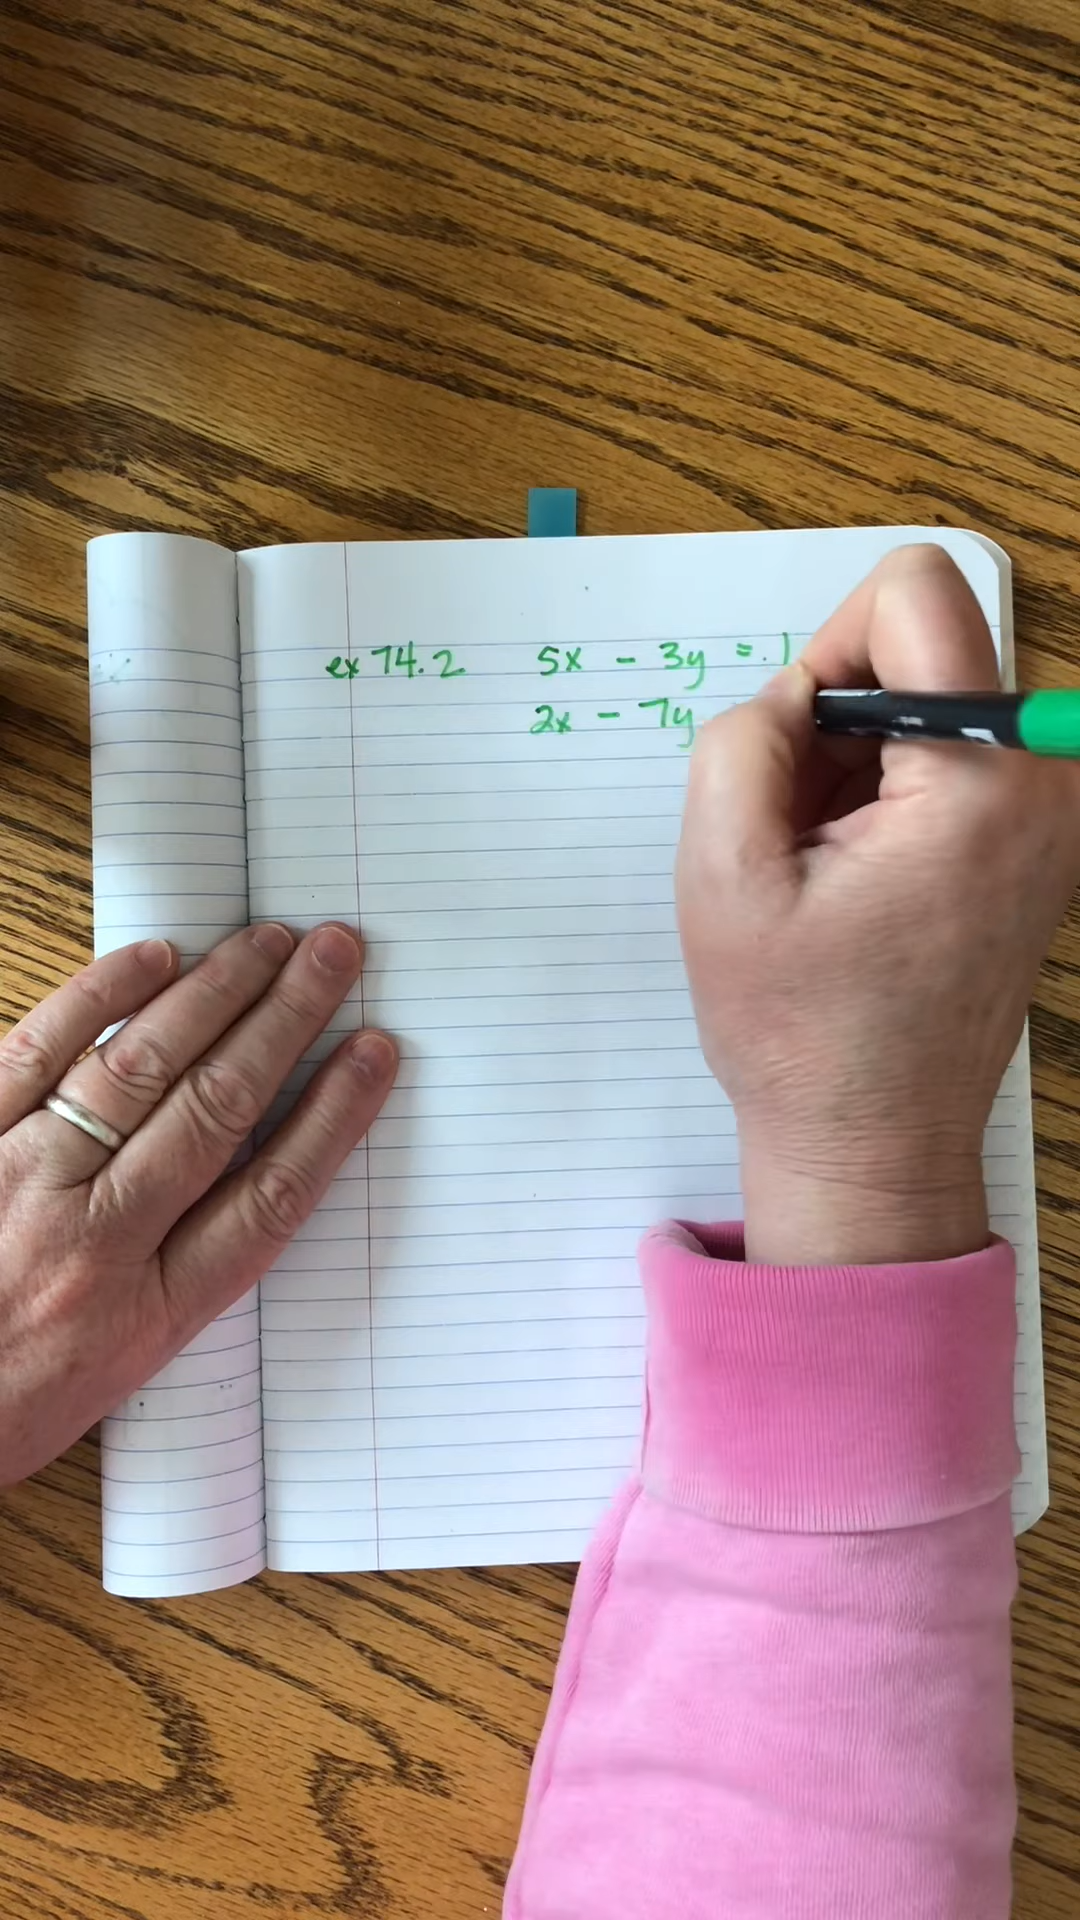 ex 74.2 5x - 3y = .1
2x - 7y